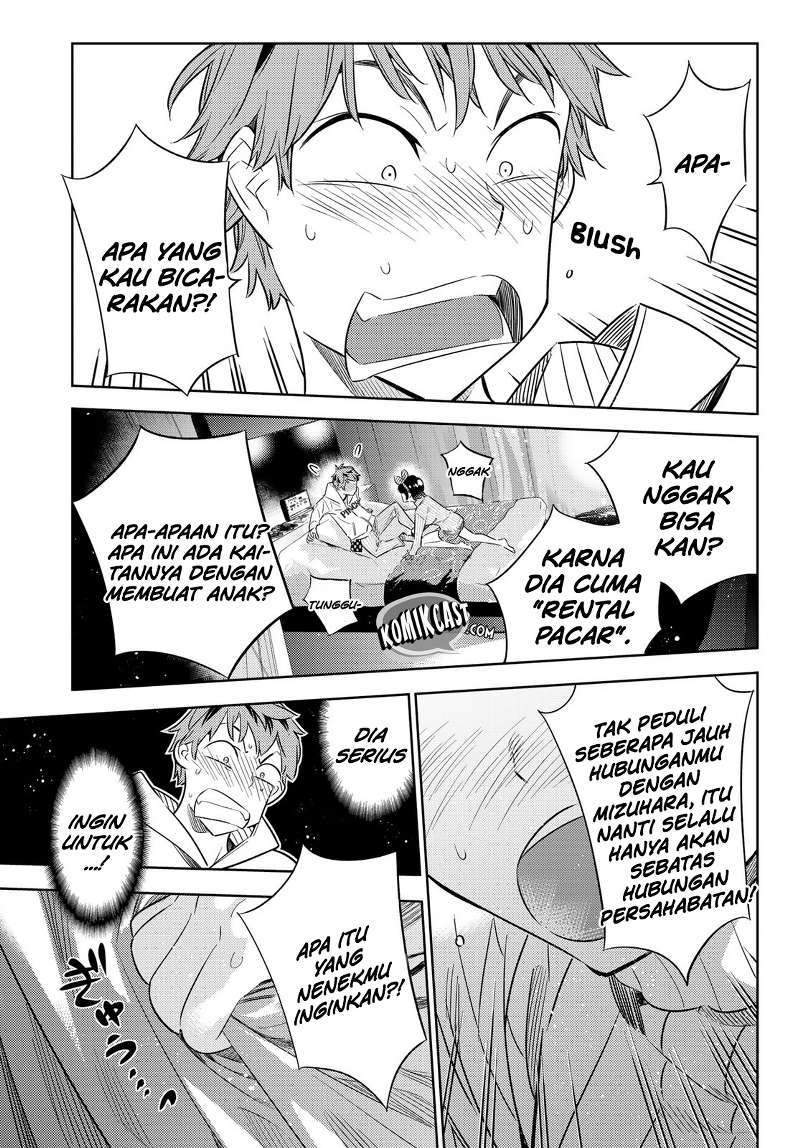 APA-
Blush
APA YANG
KAU BICA-
RAKAN?!
KAU
NGGAK
BISA
KAN?
KARNA
DIA CUMA
"RENTAL
PACAR".
NGGAK
APA-APAAN ITU?
APA INI ADA KAI-
TANNYA DENGAN
MEMBUAT ANAK?
TUNGGU-
KOMIKCAST
.COM
TAK PEDULI
SEBERAPA JAUH
HUBUNGANMU
DENGAN
MIZUHARA, ITU
NANTI SELALU
HANYA AKAN
SEBATAS
HUBUNGAN
PERSAHABATAN!
DIA
SERIUS
INGIN
UNTUK
....!
APA ITU
YANG
NENEKMU
INGINKAN?!
ぎゅう…